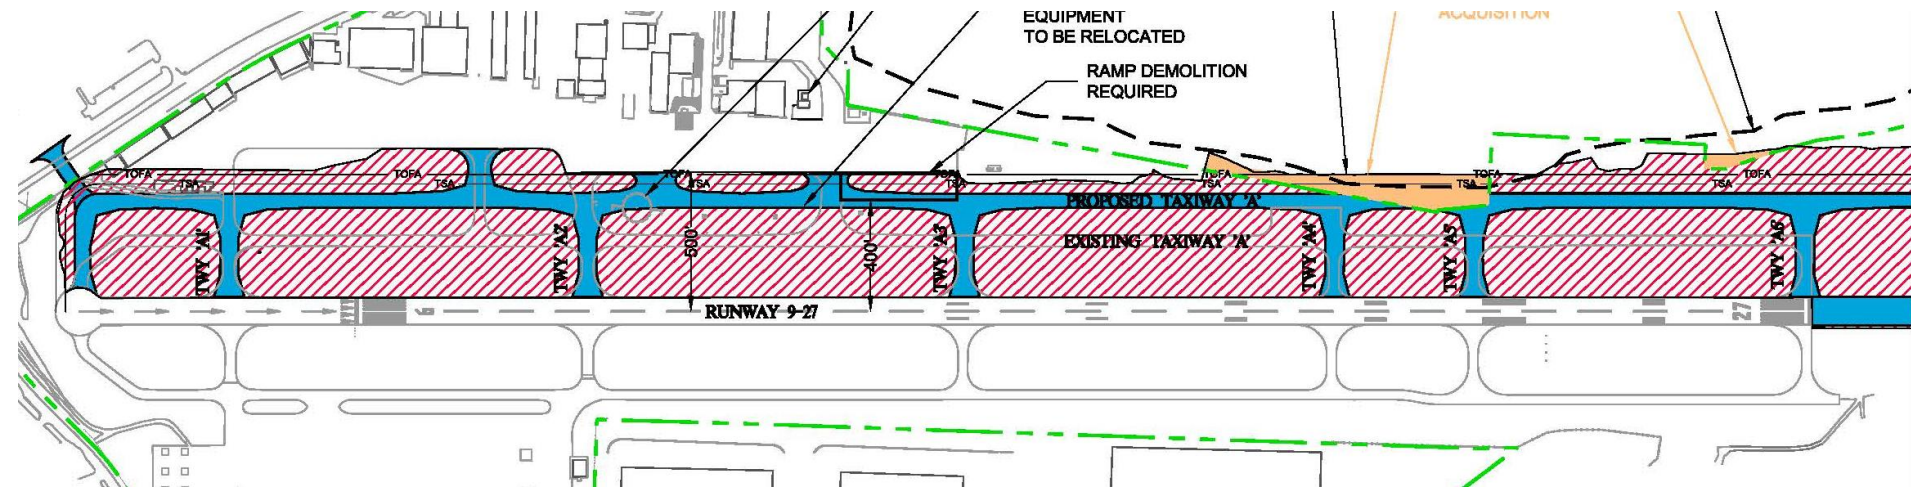 EQUIPMENT
TO BE RELOCATED
ACQUISITION
RAMP DEMOLITION
REQUIRED
TOFA
TOFA
TOFA
TOFA
TOFA
TOFA
TOFA
TSA
TSA
TSA
TSA
TSA
TSA
TSA
PROPOSED TAXIWAY 'A'
EXISTING TAXIWAY 'A'
TWY 'A1'
TWY 'A2'
500'
400'
TWY 'A3'
TWY 'A4'
TWY 'A5'
TWY 'A6'
RUNWAY 9-27
9
27